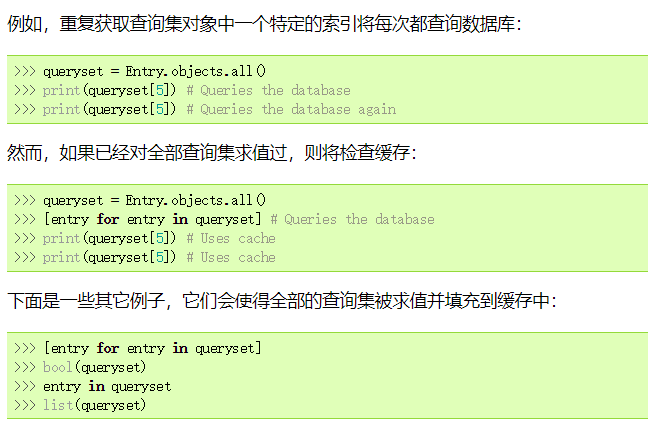 例如，重复获取查询集对象中一个特定的索引将每次都查询数据库：
>>> queryset = Entry.objects.all()
>>> print(queryset[5]) # Queries the database
>>> print(queryset[5]) # Queries the database again
然而，如果已经对全部查询集求值过，则将检查缓存：
>>> queryset = Entry.objects.all()
>>> [entry for entry in queryset] # Queries the database
>>> print(queryset[5]) # Uses cache
>>> print(queryset[5]) # Uses cache
下面是一些其它例子，它们会使得全部的查询集被求值并填充到缓存中：
>>> [entry for entry in queryset]
>>> bool(queryset)
>>> entry in queryset
>>> list(queryset)